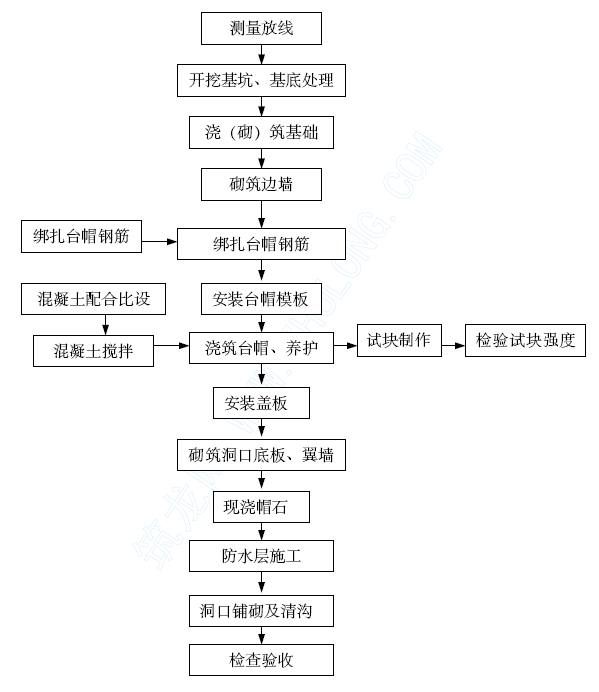 测量放线
开挖基坑、基底处理
浇（砌）筑基础
砌筑边墙
绑扎台帽钢筋
绑扎台帽钢筋
混凝土配合比设
安装台帽模板
混凝土搅拌
浇筑台帽、养护
试块制作
检验试块强度
安装盖板
砌筑洞口底板、翼墙
现浇帽石
防水层施工
洞口铺砌及清沟
检查验收